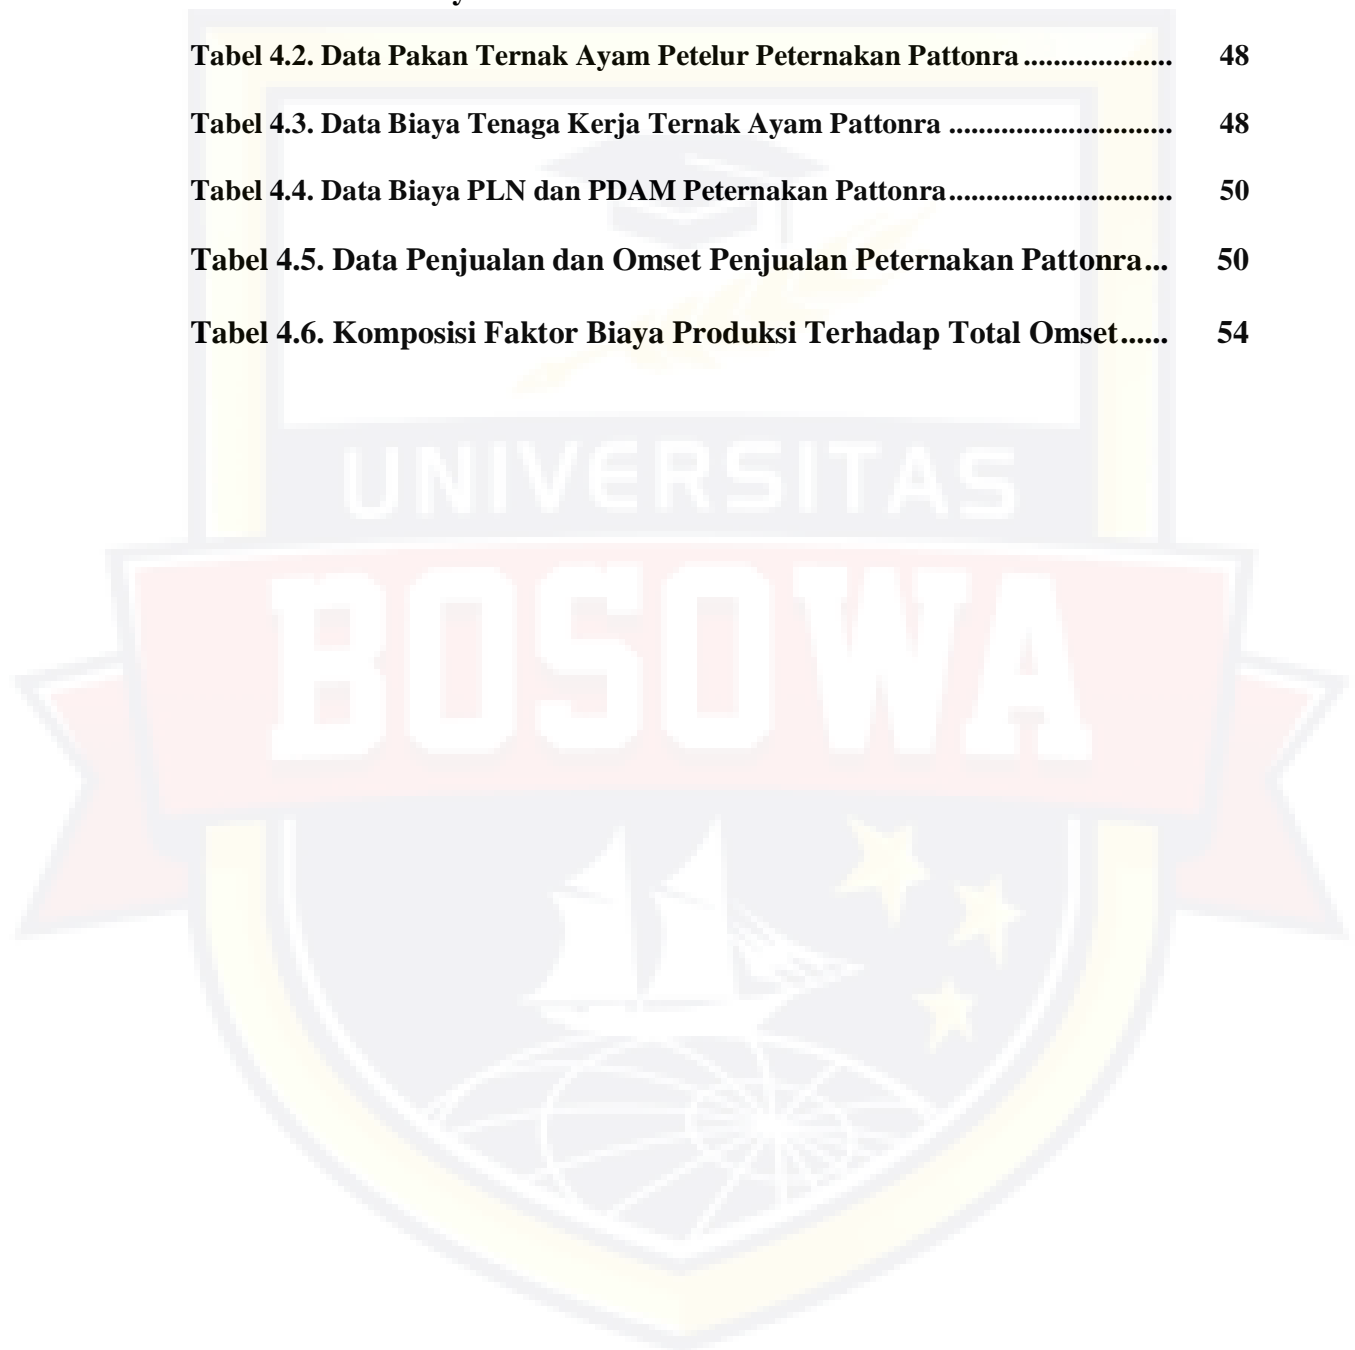 Tabel 4.2. Data Pakan Ternak Ayam Petelur Peternakan Pattonra.................... 48
Tabel 4.3. Data Biaya Tenaga Kerja Ternak Ayam Pattonra .............................. 48
Tabel 4.4. Data Biaya PLN dan PDAM Peternakan Pattonra.............................. 50
Tabel 4.5. Data Penjualan dan Omset Penjualan Peternakan Pattonra... 50
Tabel 4.6. Komposisi Faktor Biaya Produksi Terhadap Total Omset...... 54
UNIVERSITAS
BOSOWA